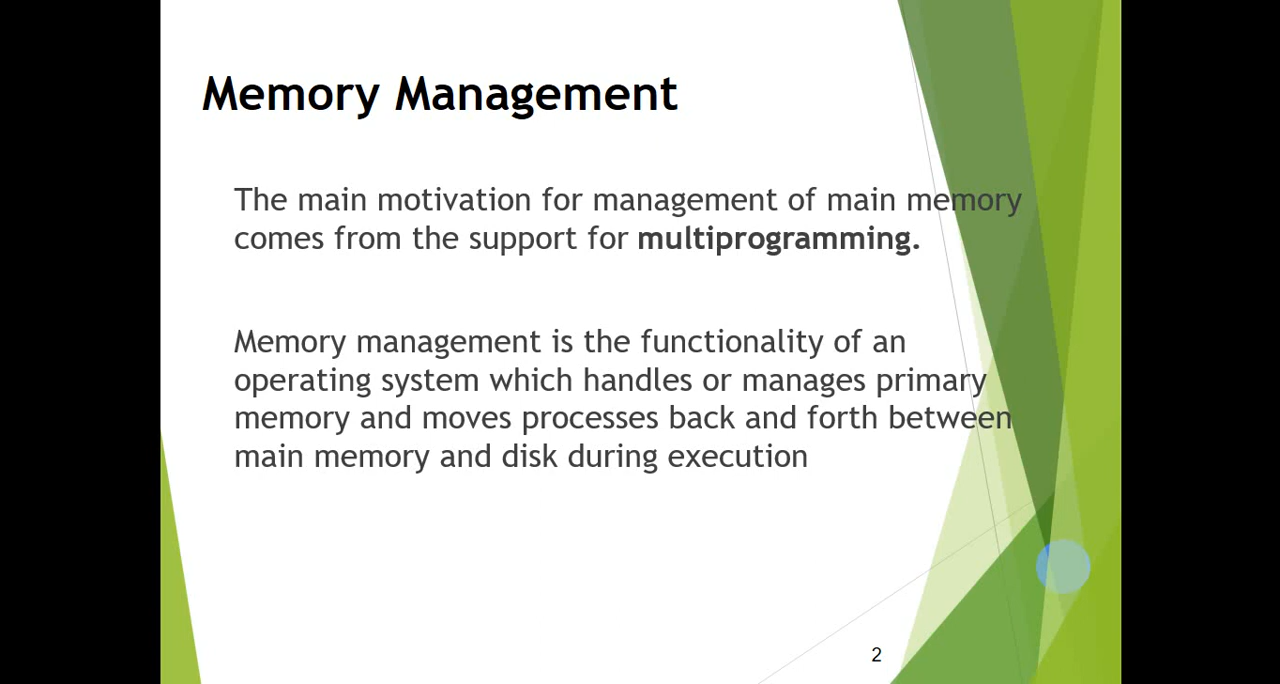 Memory Management
The main motivation for management of main memory
comes from the support for multiprogramming.
Memory management is the functionality of an
operating system which handles or manages primary
memory and moves processes back and forth between
main memory and disk during execution
2